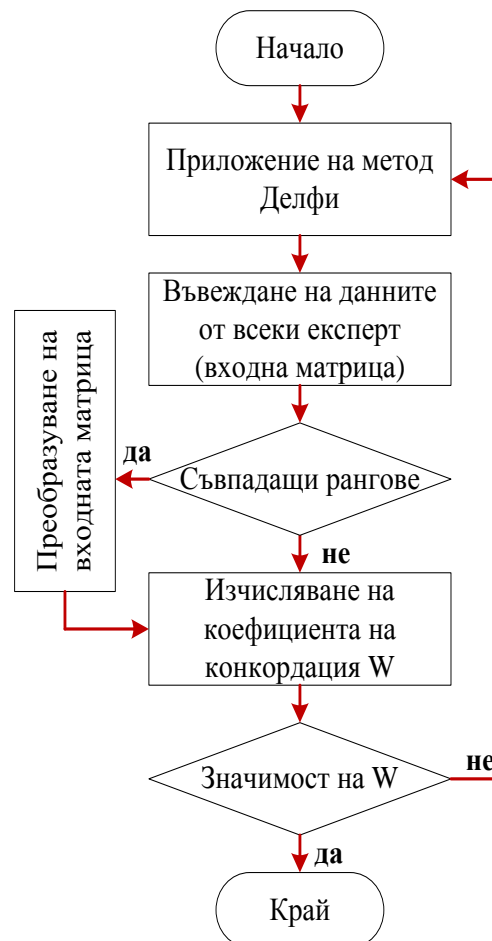 Начало
Приложение на метод
Делфи
Въвеждане на данните
от всеки експерт
(входна матрица)
Съвпадащи рангове
да
Преобразуване на
входната матрица
не
Изчисляване на
коефициента на
конкордация W
Значимост на W
не
да
Край